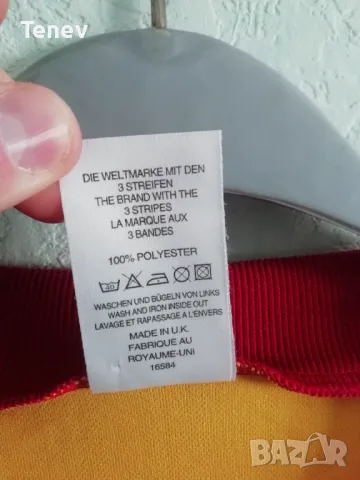 Tenev
DIE WELTMARKE MIT DEN
3 STREIFEN
THE BRAND WITH THE
3 STRIPES
LA MARQUE AUX
3 BANDES
100% POLYESTER
WASCHEN UND BÜGELN VON LINKS
WASH AND IRON INSIDE OUT
LAVAGE ET RAPASSAGE A L'ENVERS
MADE IN U.K.
FABRIQUE AU
ROYAUME-UNI
16584
BAZAR